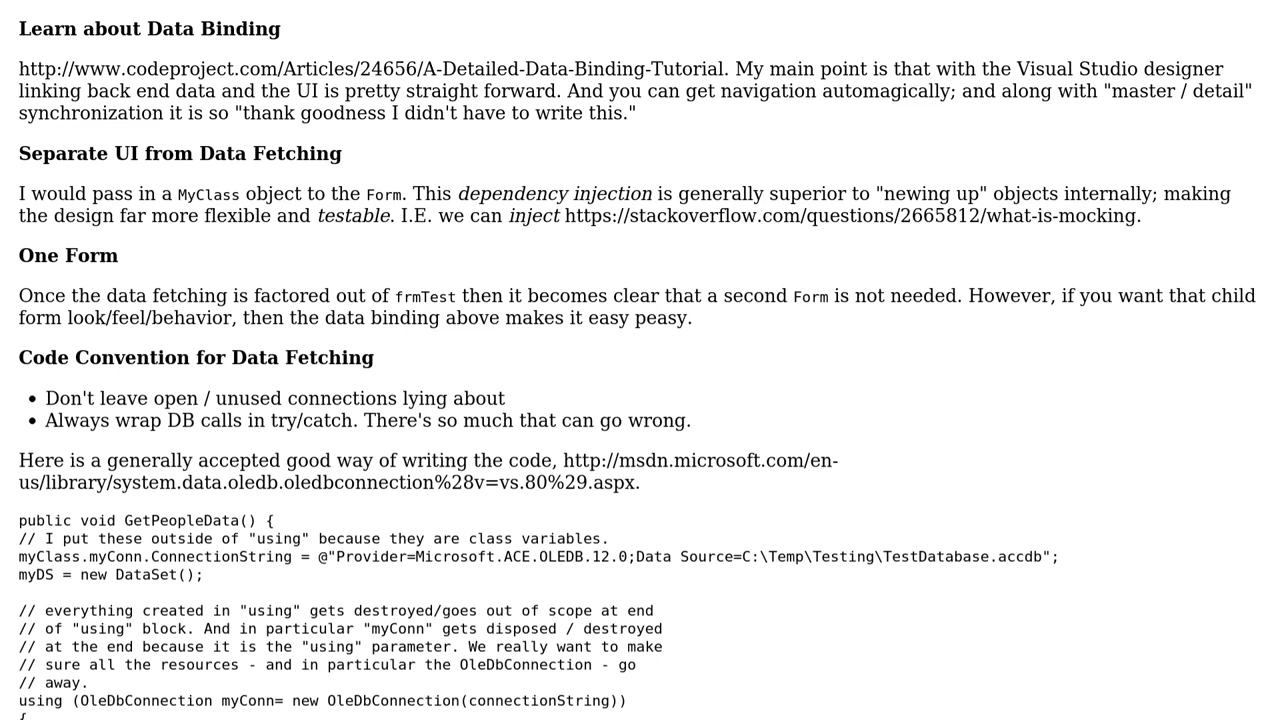 Learn about Data Binding
http://www.codeproject.com/Articles/24656/A-Detailed-Data-Binding-Tutorial. My main point is that with the Visual Studio designer
linking back end data and the UI is pretty straight forward. And you can get navigation automagically; and along with "master / detail"
synchronization it is so "thank goodness I didn't have to write this."
Separate UI from Data Fetching
I would pass in a MyClass object to the Form. This dependency injection is generally superior to "newing up" objects internally; making
the design far more flexible and testable. I.E. we can inject https://stackoverflow.com/questions/2665812/what-is-mocking.
One Form
Once the data fetching is factored out of frmTest then it becomes clear that a second Form is not needed. However, if you want that child
form look/feel/behavior, then the data binding above makes it easy peasy.
Code Convention for Data Fetching
• Don't leave open / unused connections lying about
• Always wrap DB calls in try/catch. There's so much that can go wrong.
Here is a generally accepted good way of writing the code, http://msdn.microsoft.com/en-
us/library/system.data.oledb.oledbconnection%28v=vs.80%29.aspx.
public void GetPeopleData() {
// I put these outside of "using" because they are class variables.
myClass.myConn.ConnectionString = @"Provider=Microsoft.ACE.OLEDB.12.0;Data Source=C:\Temp\Testing\TestDatabase.accdb";
myDS = new DataSet();
// everything created in "using" gets destroyed/goes out of scope at end
// of "using" block. And in particular "myConn" gets disposed / destroyed
// at the end because it is the "using" parameter. We really want to make
// sure all the resources - and in particular the OleDbConnection - go
// away.
using (OleDbConnection myConn= new OleDbConnection(connectionString))
{